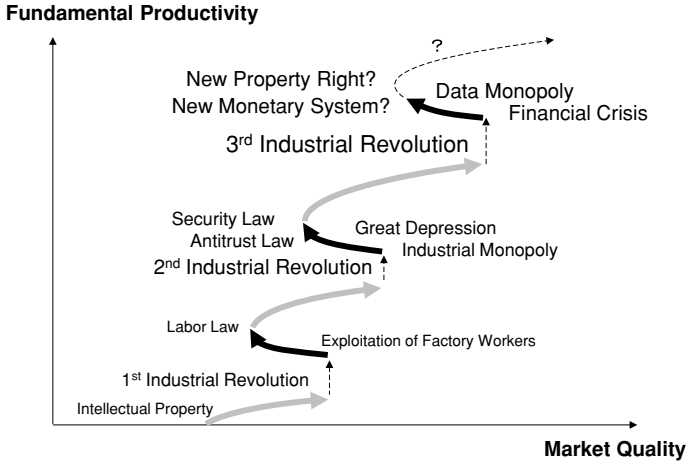 Fundamental Productivity
?
New Property Right?
Data Monopoly
New Monetary System?
Financial Crisis
3rd Industrial Revolution
Security Law
Great Depression
Antitrust Law
Industrial Monopoly
2nd Industrial Revolution
Labor Law
Exploitation of Factory Workers
1st Industrial Revolution
Intellectual Property
Market Quality